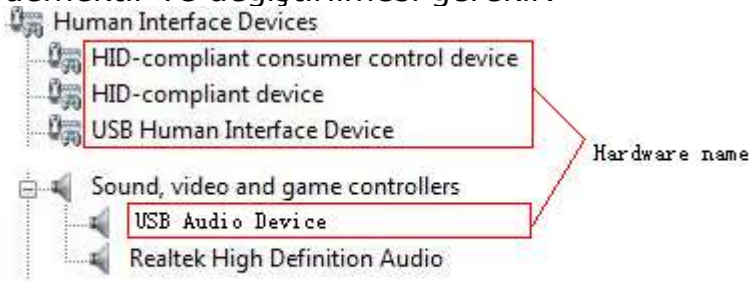 Human Interface Devices
HID-compliant consumer control device
HID-compliant device
USB Human Interface Device
Hardware name
Sound, video and game controllers
USB Audio Device
Realtek High Definition Audio